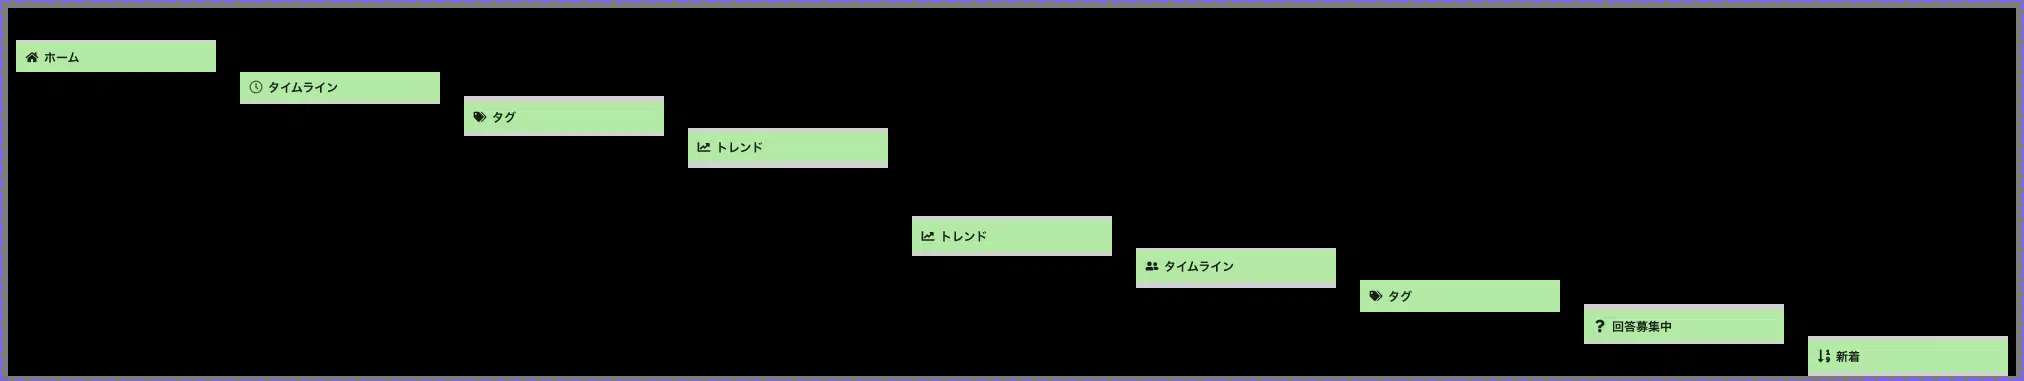 ホーム
タイムライン
タグ
トレンド
トレンド
タイムライン
タグ
回答募集中
新着